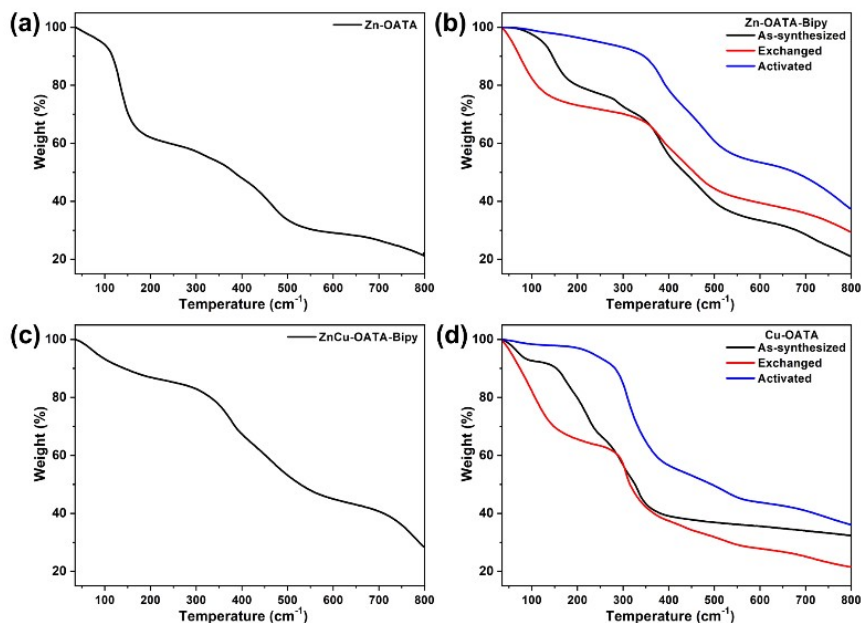 (a)
Zn-OATA
100
80
60
40
20
Weight (%)
100 200 300 400 500 600 700 800
Temperature (cm⁻¹)
(b)
Zn-OATA-Bipy
As-synthesized
Exchanged
Activated
100
80
60
40
20
Weight (%)
100 200 300 400 500 600 700 800
Temperature (cm⁻¹)
(c)
ZnCu-OATA-Bipy
100
80
60
40
20
Weight (%)
100 200 300 400 500 600 700 800
Temperature (cm⁻¹)
(d)
Cu-OATA
As-synthesized
Exchanged
Activated
100
80
60
40
20
Weight (%)
100 200 300 400 500 600 700 800
Temperature (cm⁻¹)